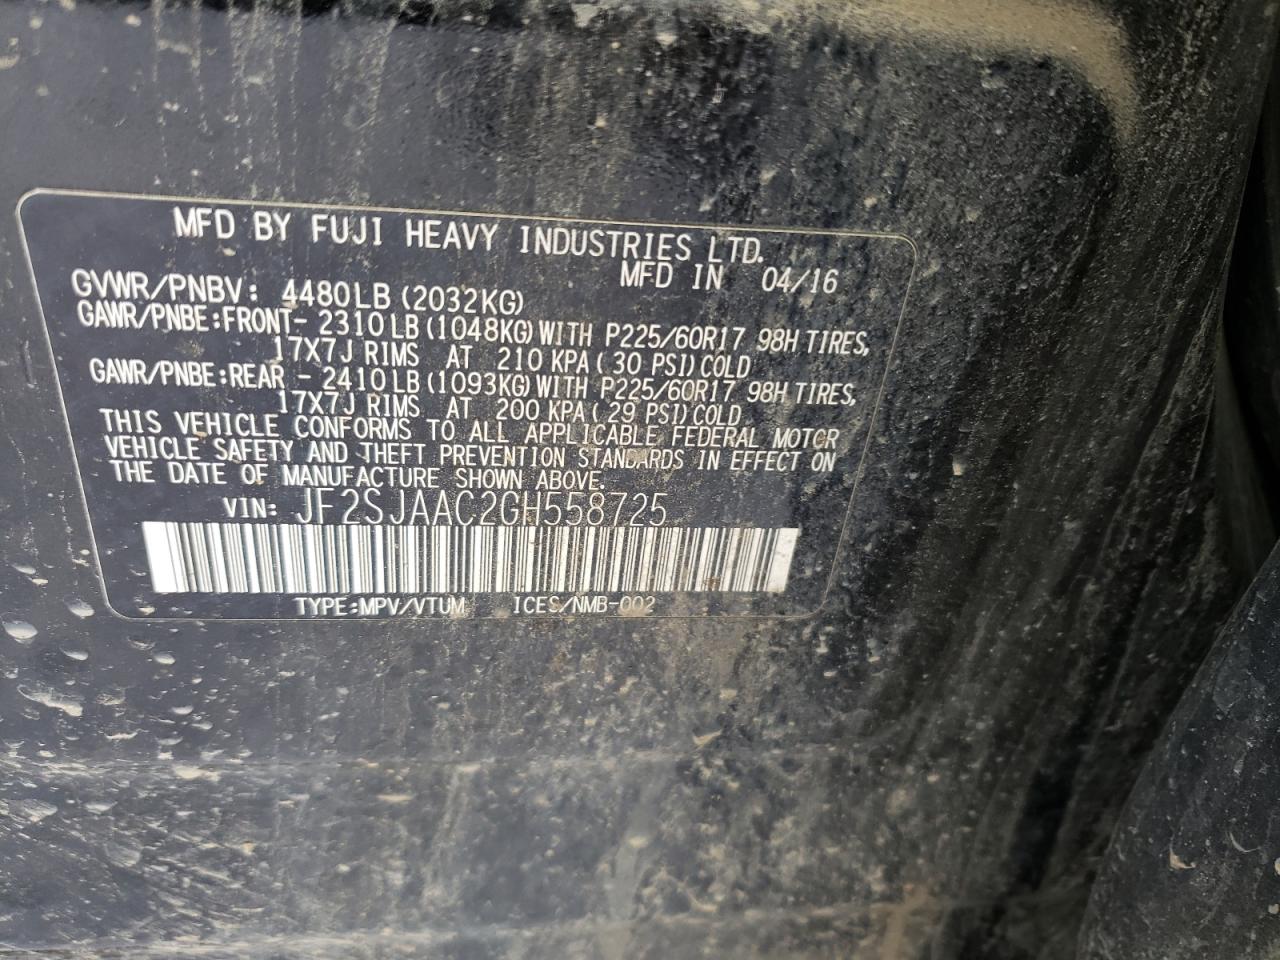 MFD BY FUJI HEAVY INDUSTRIES LTD.
MFD IN 04/16
GVWR/PNBV: 4480LB (2032KG)
GAWR/PNBE:FRONT- 2310LB (1048KG) WITH P225/60R17 98H TIRES,
17X7J RIMS AT 210 KPA ( 30 PSI) COLD
GAWR/PNBE:REAR - 2410LB (1093KG) WITH P225/60R17 98H TIRES,
17X7J RIMS AT 200 KPA ( 29 PSI) COLD
THIS VEHICLE CONFORMS TO ALL APPLICABLE FEDERAL MOTOR
VEHICLE SAFETY AND THEFT PREVENTION STANDARDS IN EFFECT ON
THE DATE OF MANUFACTURE SHOWN ABOVE.
VIN: JF2SJAAC2GH558725
TYPE:MPV/VTUM ICES/NMB-002